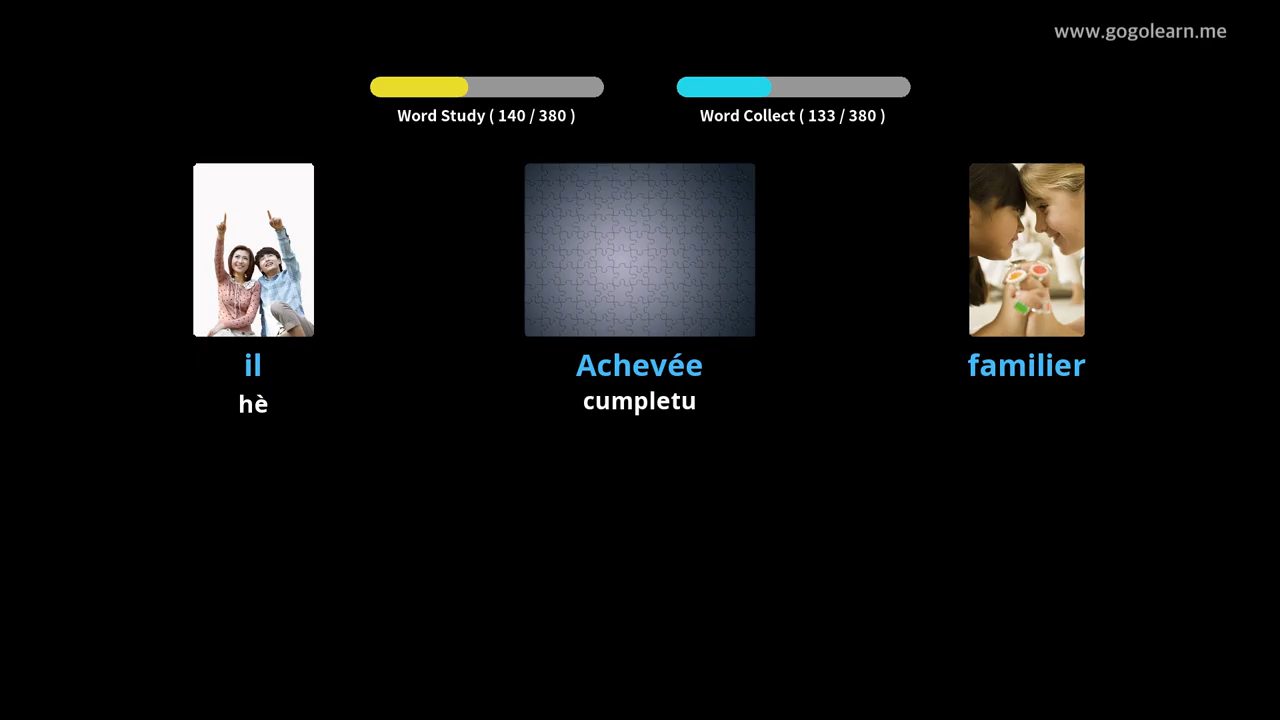 www.gogolearn.me
Word Study ( 140 / 380 )
Word Collect ( 133 / 380 )
il
Achevée
familier
hè
cumpletu